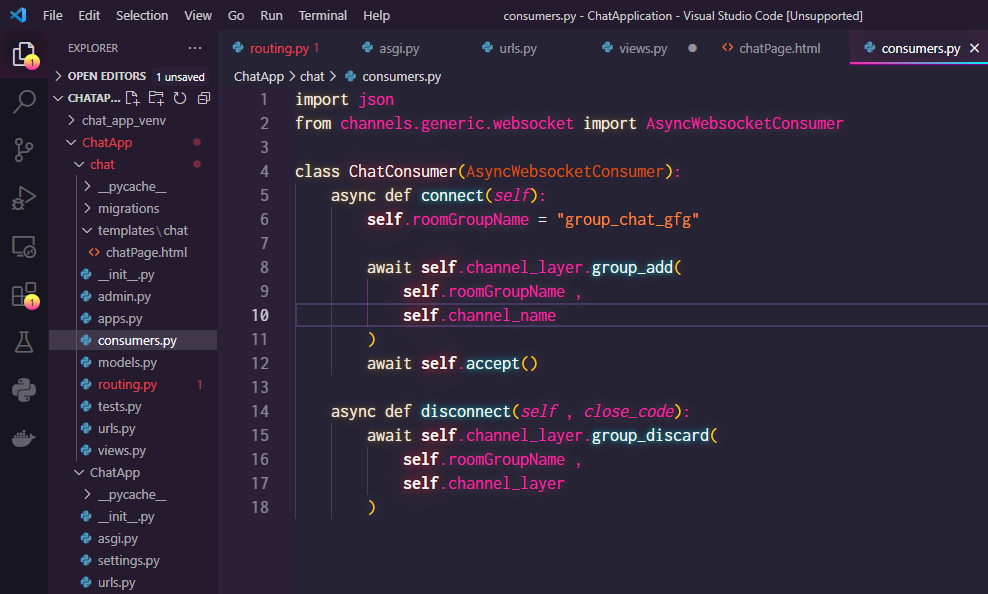 File Edit Selection View Go Run Terminal Help consumers.py - ChatApplication - Visual Studio Code [Unsupported]
EXPLORER ...
OPEN EDITORS 1 unsaved
CHATAP...
chat_app_venv
ChatApp
chat
__pycache__
migrations
templates\chat
<> chatPage.html
__init__.py
admin.py
apps.py
consumers.py
models.py
routing.py 1
tests.py
urls.py
views.py
ChatApp
__pycache__
__init__.py
asgi.py
settings.py
urls.py
1
1
routing.py 1 asgi.py urls.py views.py <> chatPage.html consumers.py
ChatApp > chat > consumers.py
1 import json
2 from channels.generic.websocket import AsyncWebsocketConsumer
3
4 class ChatConsumer(AsyncWebsocketConsumer):
5 async def connect(self):
6 self.roomGroupName = "group_chat_gfg"
7
8 await self.channel_layer.group_add(
9 self.roomGroupName ,
10 self.channel_name
11 )
12 await self.accept()
13
14 async def disconnect(self , close_code):
15 await self.channel_layer.group_discard(
16 self.roomGroupName ,
17 self.channel_layer
18 )